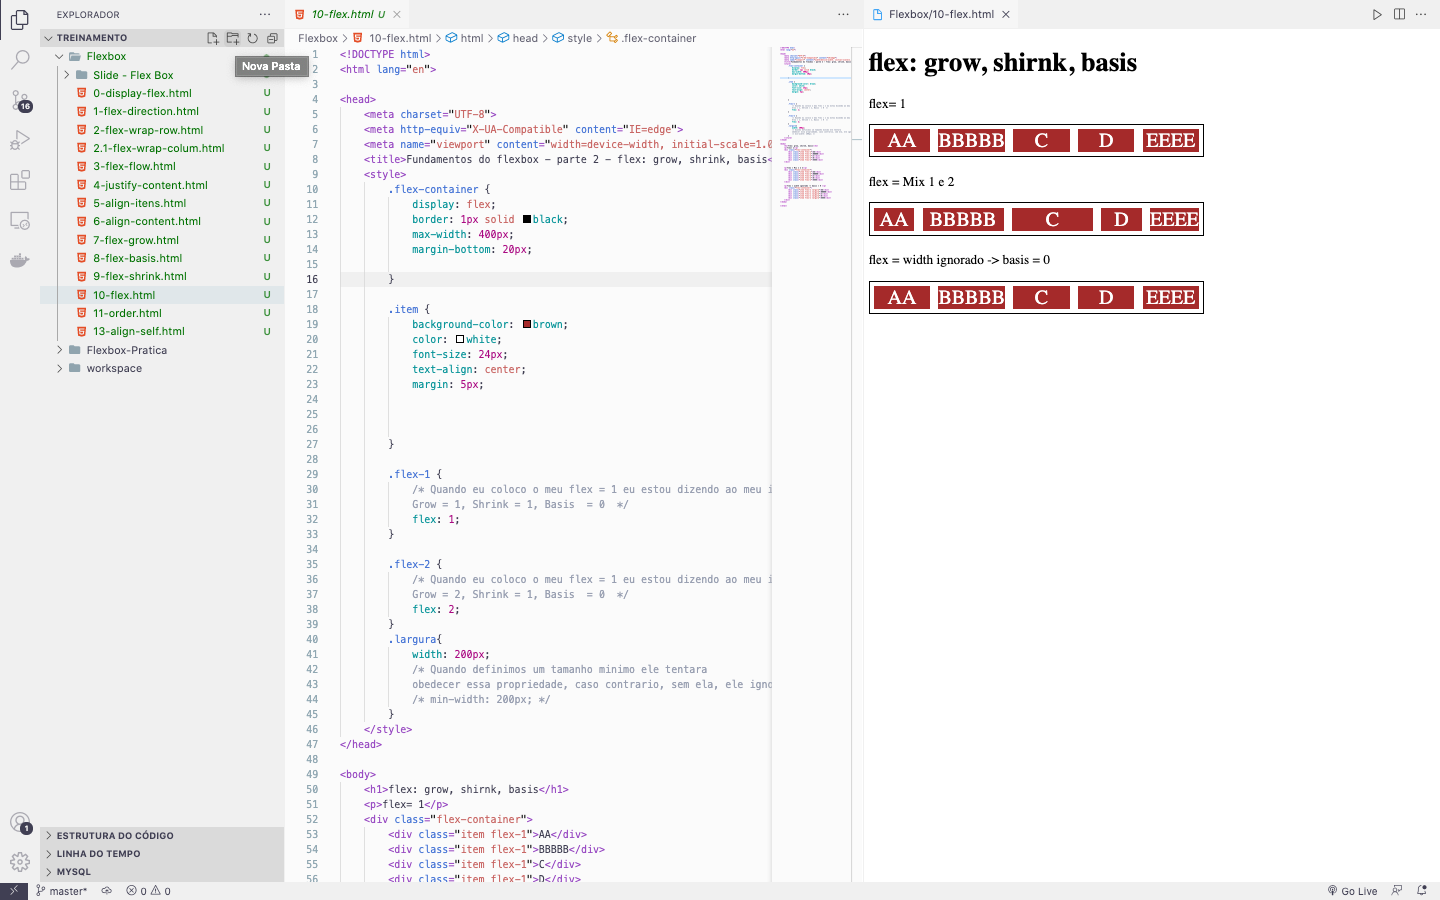 EXPLORADOR
TREINAMENTO
Nova Pasta
Flexbox
Slide - Flex Box
0-display-flex.html U
1-flex-direction.html U
2-flex-wrap-row.html U
2.1-flex-wrap-colum.html U
3-flex-flow.html U
4-justify-content.html U
5-align-itens.html U
6-align-content.html U
7-flex-grow.html U
8-flex-basis.html U
9-flex-shrink.html U
10-flex.html U
11-order.html U
13-align-self.html U
Flexbox-Pratica
workspace
16
1
ESTRUTURA DO CÓDIGO
LINHA DO TEMPO
MYSQL
10-flex.html U
Flexbox > 10-flex.html > html > head > style > .flex-container
1 <!DOCTYPE html>
2 <html lang="en">
3
4 <head>
5 <meta charset="UTF-8">
6 <meta http-equiv="X-UA-Compatible" content="IE=edge">
7 <meta name="viewport" content="width=device-width, initial-scale=1.0
8 <title>Fundamentos do flexbox - parte 2 - flex: grow, shrink, basis<
9 <style>
10 .flex-container {
11 display: flex;
12 border: 1px solid black;
13 max-width: 400px;
14 margin-bottom: 20px;
15
16 }
17
18 .item {
19 background-color: brown;
20 color: white;
21 font-size: 24px;
22 text-align: center;
23 margin: 5px;
24
25
26
27 }
28
29 .flex-1 {
30 /* Quando eu coloco o meu flex = 1 eu estou dizendo ao meu i
31 Grow = 1, Shrink = 1, Basis  = 0  */
32 flex: 1;
33 }
34
35 .flex-2 {
36 /* Quando eu coloco o meu flex = 1 eu estou dizendo ao meu i
37 Grow = 2, Shrink = 1, Basis  = 0  */
38 flex: 2;
39 }
40 .largura{
41 width: 200px;
42 /* Quando definimos um tamanho minimo ele tentara
43 obedecer essa propriedade, caso contrario, sem ela, ele igno
44 /* min-width: 200px; */
45 }
46 </style>
47 </head>
48
49 <body>
50 <h1>flex: grow, shirnk, basis</h1>
51 <p>flex= 1</p>
52 <div class="flex-container">
53 <div class="item flex-1">AA</div>
54 <div class="item flex-1">BBBBB</div>
55 <div class="item flex-1">C</div>
56 <div class="item flex-1">D</div>
Flexbox/10-flex.html
flex: grow, shirnk, basis
flex= 1
AA BBBBB C D EEEE
flex = Mix 1 e 2
AA BBBBB C D EEEE
flex = width ignorado -> basis = 0
AA BBBBB C D EEEE
master* 0 0
Go Live